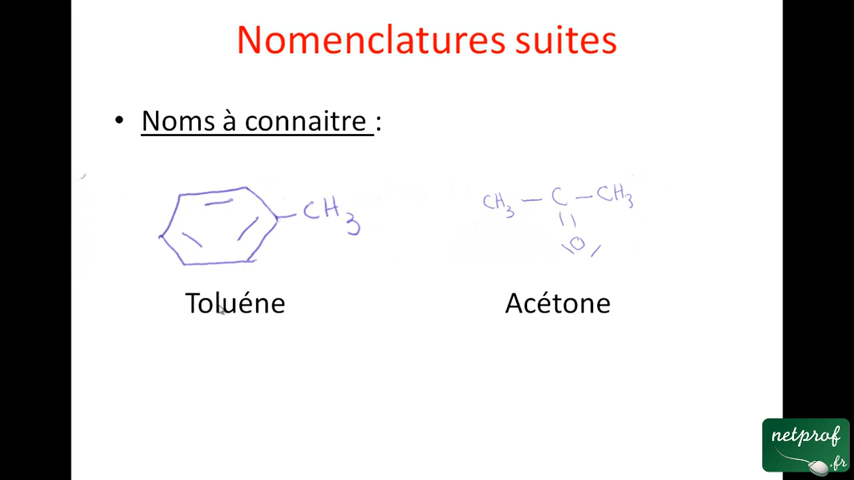 Nomenclatures suites
• Noms à connaitre :
CH3
CH3 — C — CH3
O
Toluéne
Acétone
netprof
.fr